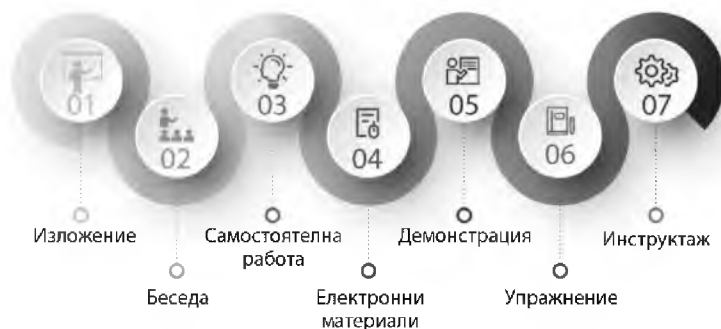 01
02
03
04
05
06
07
Изложение
Беседа
Самостоятелна
работа
Електронни
материали
Демонстрация
Упражнение
Инструктаж